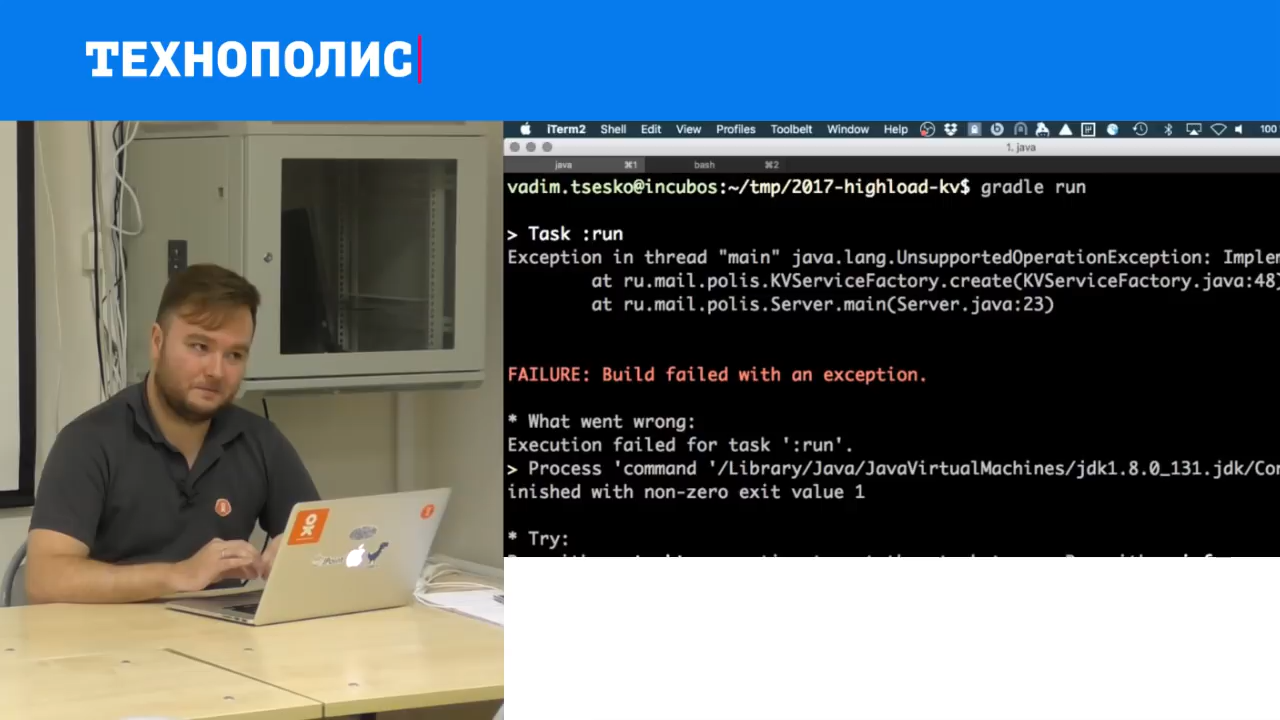 ТЕХНОПОЛИС
iTerm2 Shell Edit View Profiles Toolbelt Window Help 100
1. java
java ⌘1 bash ⌘2
vadim.tsesko@incubos:~/tmp/2017-highload-kv$ gradle run
> Task :run
Exception in thread "main" java.lang.UnsupportedOperationException: Implem
at ru.mail.polis.KVServiceFactory.create(KVServiceFactory.java:48)
at ru.mail.polis.Server.main(Server.java:23)
FAILURE: Build failed with an exception.
* What went wrong:
Execution failed for task ':run'.
> Process 'command '/Library/Java/JavaVirtualMachines/jdk1.8.0_131.jdk/Con
inished with non-zero exit value 1
* Try: